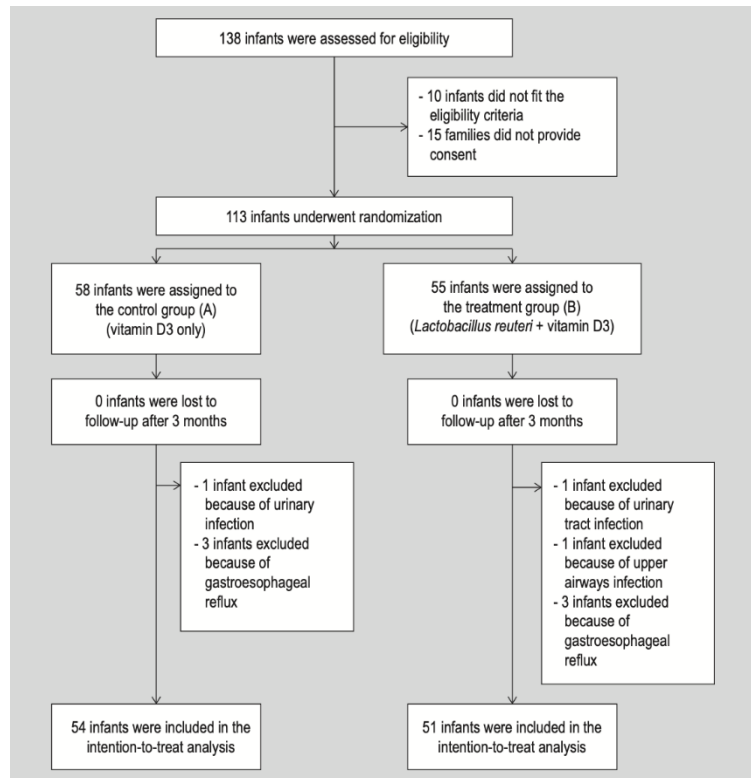 138 infants were assessed for eligibility
- 10 infants did not fit the
eligibility criteria
- 15 families did not provide
consent
113 infants underwent randomization
58 infants were assigned to
the control group (A)
(vitamin D3 only)
55 infants were assigned to
the treatment group (B)
(Lactobacillus reuteri + vitamin D3)
0 infants were lost to
follow-up after 3 months
0 infants were lost to
follow-up after 3 months
- 1 infant excluded
because of urinary
infection
- 3 infants excluded
because of
gastroesophageal
reflux
- 1 infant excluded
because of urinary
tract infection
- 1 infant excluded
because of upper
airways infection
- 3 infants excluded
because of
gastroesophageal
reflux
54 infants were included in the
intention-to-treat analysis
51 infants were included in the
intention-to-treat analysis